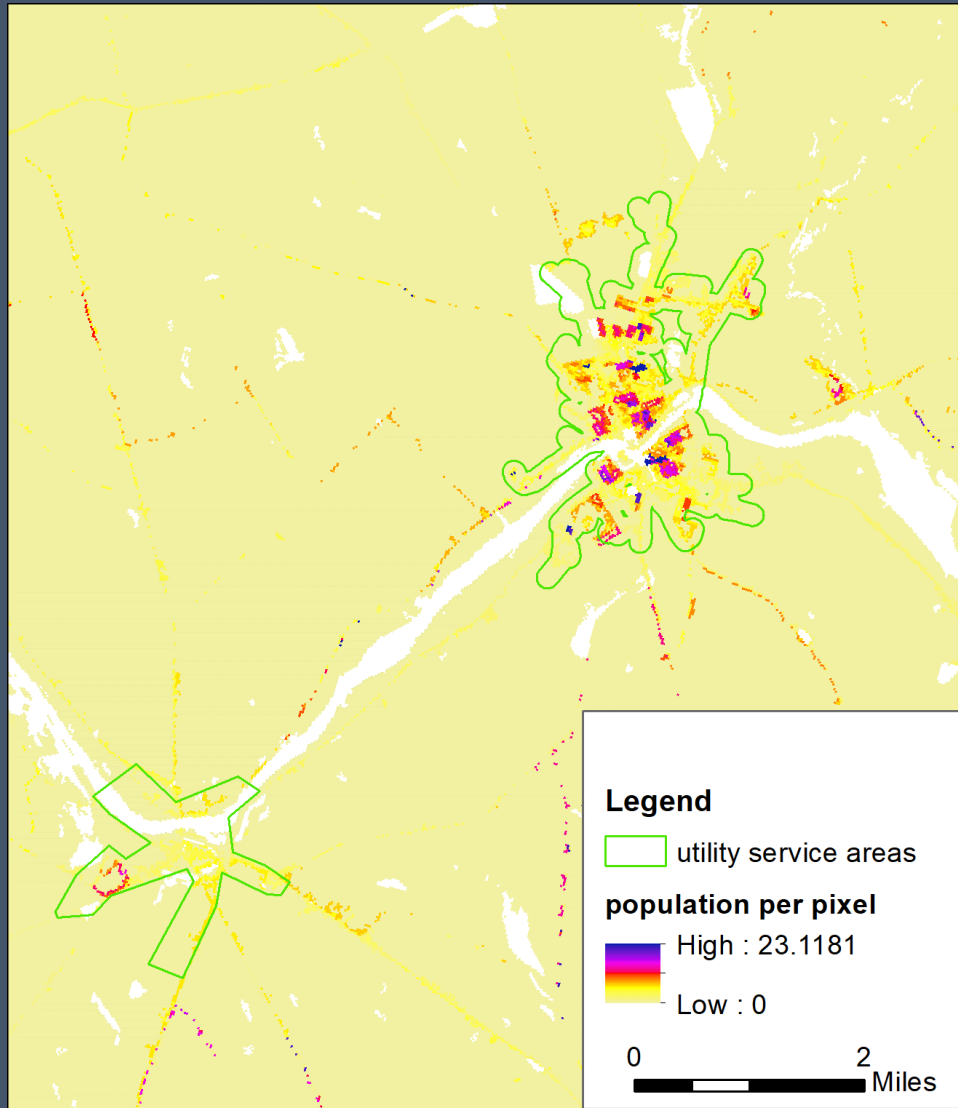 Legend
utility service areas
population per pixel
High : 23.1181
Low : 0
0 2
Miles